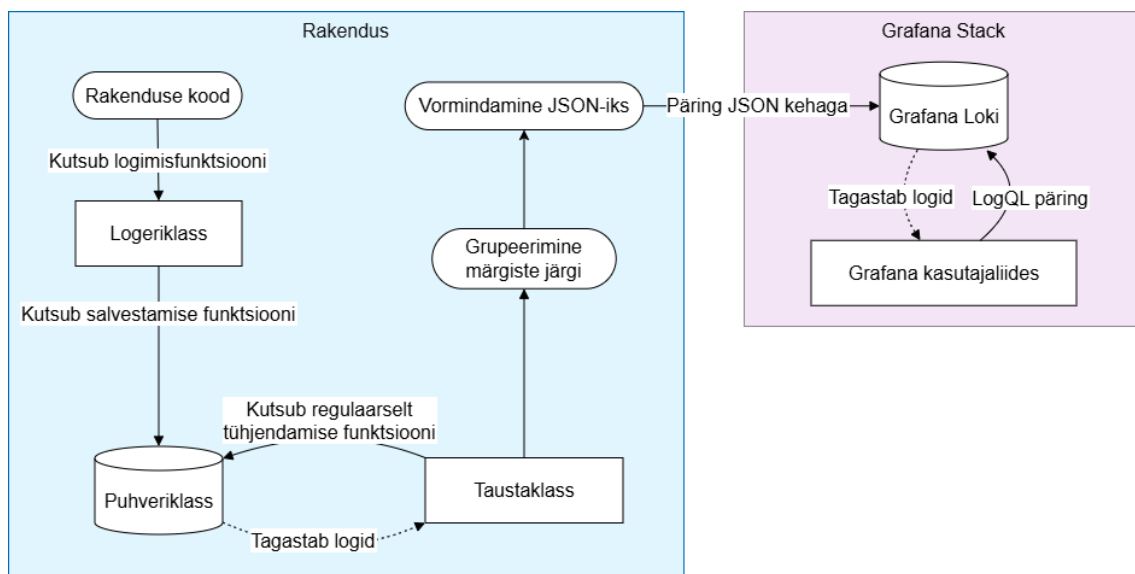 Rakendus
Rakenduse kood
Kutsub logimisfunktsiooni
Logeriklass
Kutsub salvestamise funktsiooni
Puhveriklass
Kutsub regulaarselt
tühjendamise funktsiooni
Tagastab logid
Taustaklass
Grupeerimine
märgiste järgi
Vormindamine JSON-iks
Päring JSON kehaga
Grafana Stack
Grafana Loki
Tagastab logid
LogQL päring
Grafana kasutajaliides